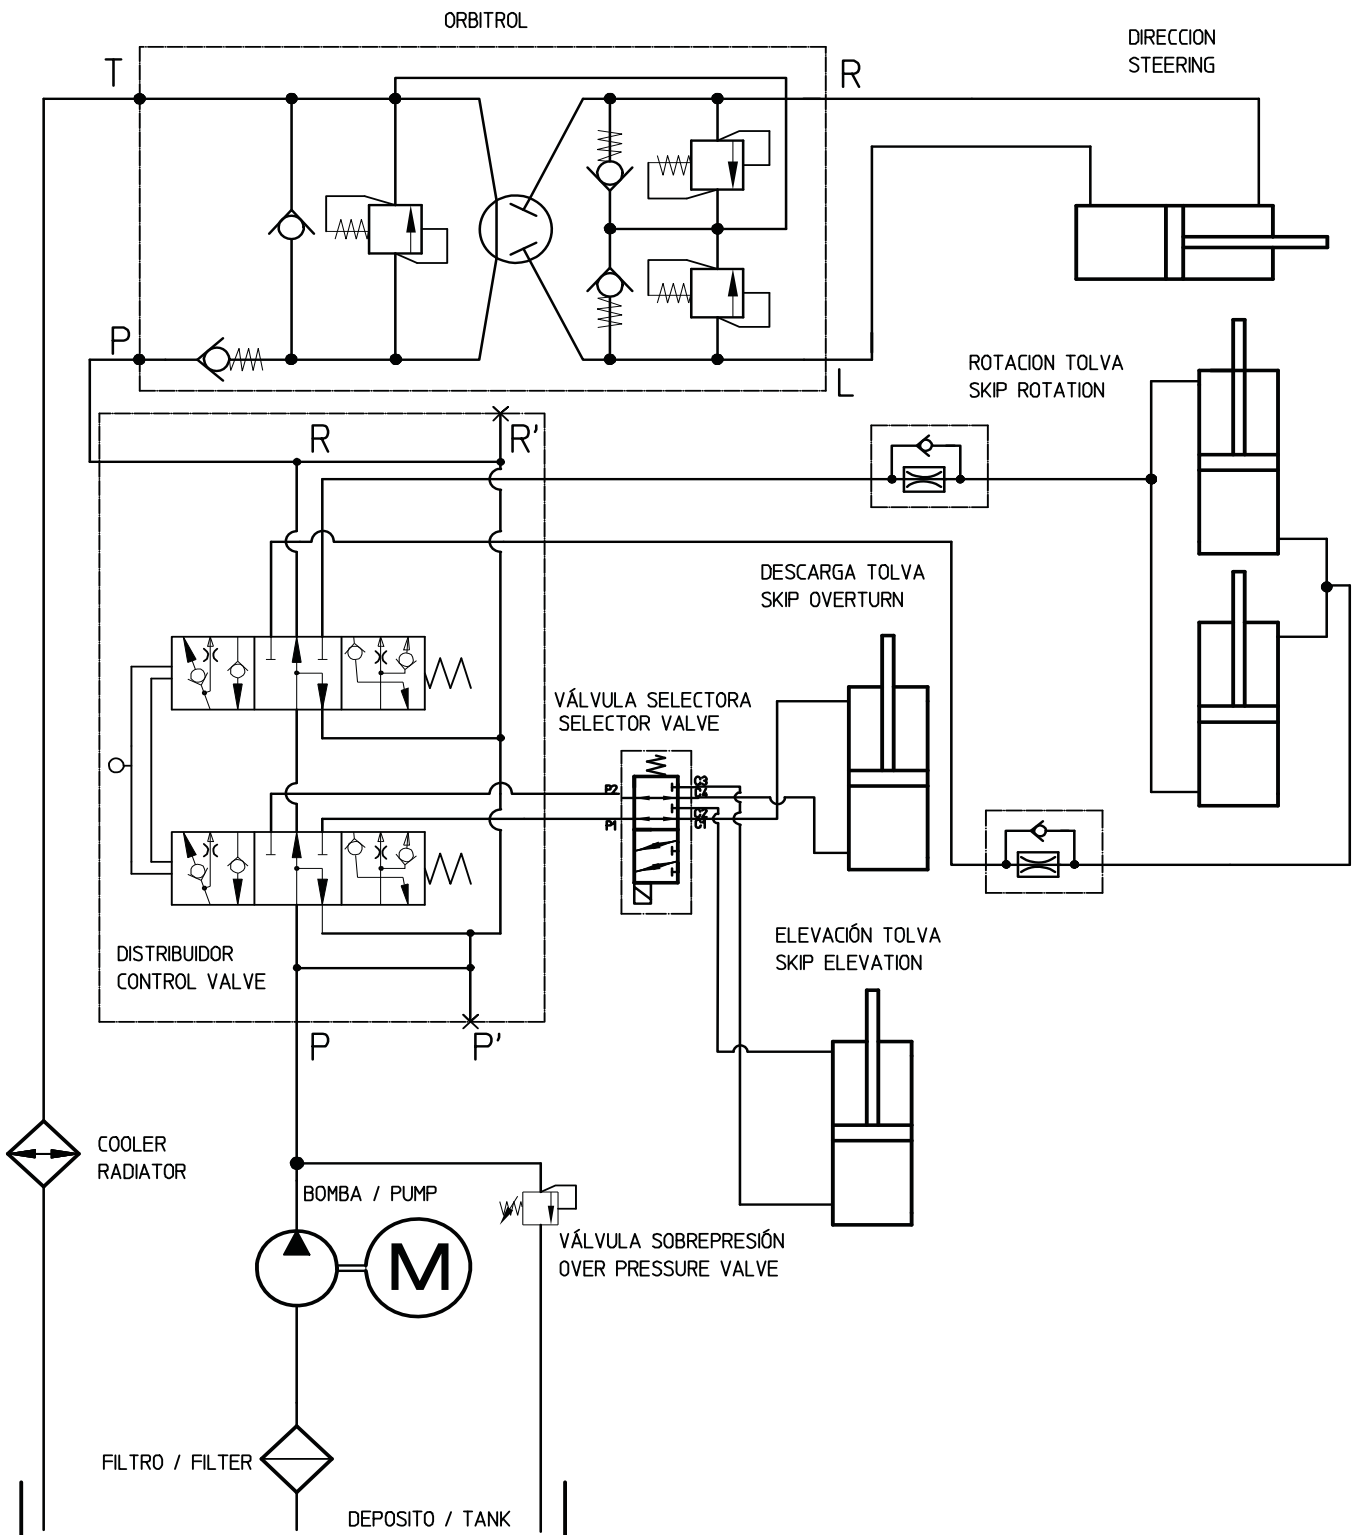 ORBITROL
DIRECCION
STEERING
T
R
P
L
ROTACION TOLVA
SKIP ROTATION
R
R'
DESCARGA TOLVA
SKIP OVERTURN
VÁLVULA SELECTORA
SELECTOR VALVE
P2
C3
C4
P1
C2
C1
ELEVACIÓN TOLVA
SKIP ELEVATION
DISTRIBUIDOR
CONTROL VALVE
P
P'
COOLER
RADIATOR
BOMBA / PUMP
M
VÁLVULA SOBREPRESIÓN
OVER PRESSURE VALVE
FILTRO / FILTER
DEPOSITO / TANK